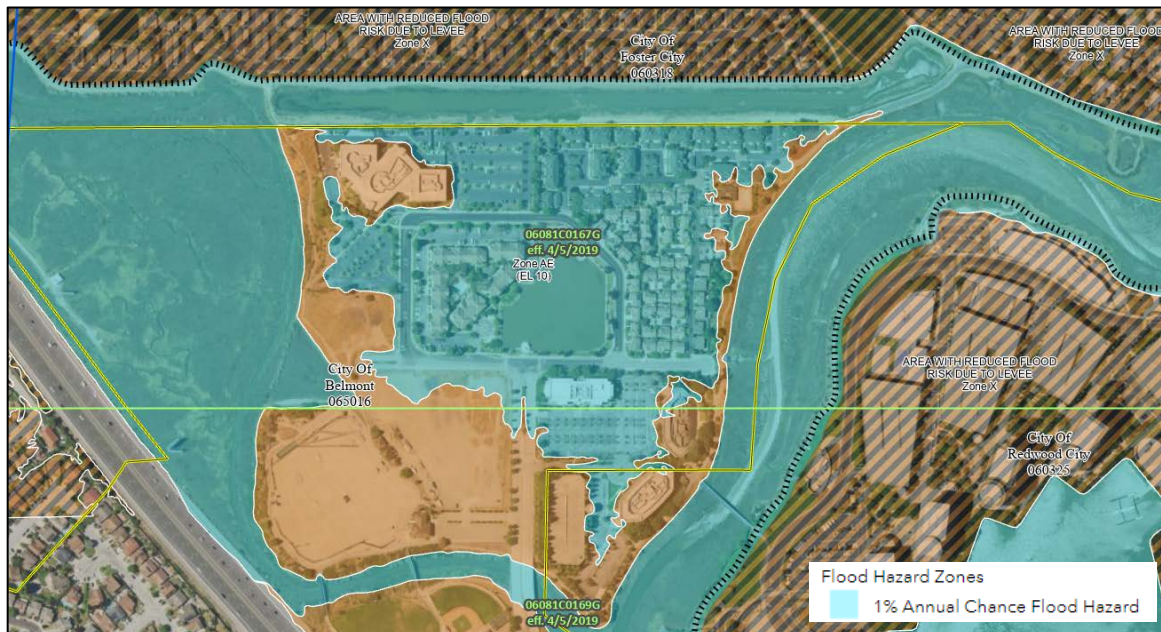 AREA WITH REDUCED FLOOD
RISK DUE TO LEVEE
Zone X
City Of
Foster City
060318
AREA WITH REDUCED FLOOD
RISK DUE TO LEVEE
Zone X
06081C0167G
eff. 4/5/2019
Zone AE
(EL 10)
City Of
Belmont
065016
AREA WITH REDUCED FLOOD
RISK DUE TO LEVEE
Zone X
City Of
Redwood City
060325
06081C0169G
eff. 4/5/2019
Flood Hazard Zones
1% Annual Chance Flood Hazard